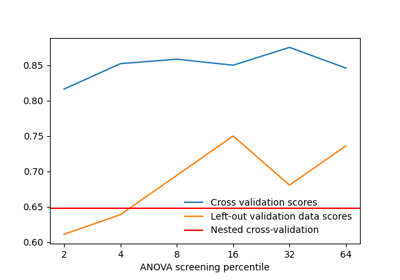 0.85
0.80
0.75
0.70
0.65
0.60
Cross validation scores
Left-out validation data scores
Nested cross-validation
2 4 8 16 32 64
ANOVA screening percentile